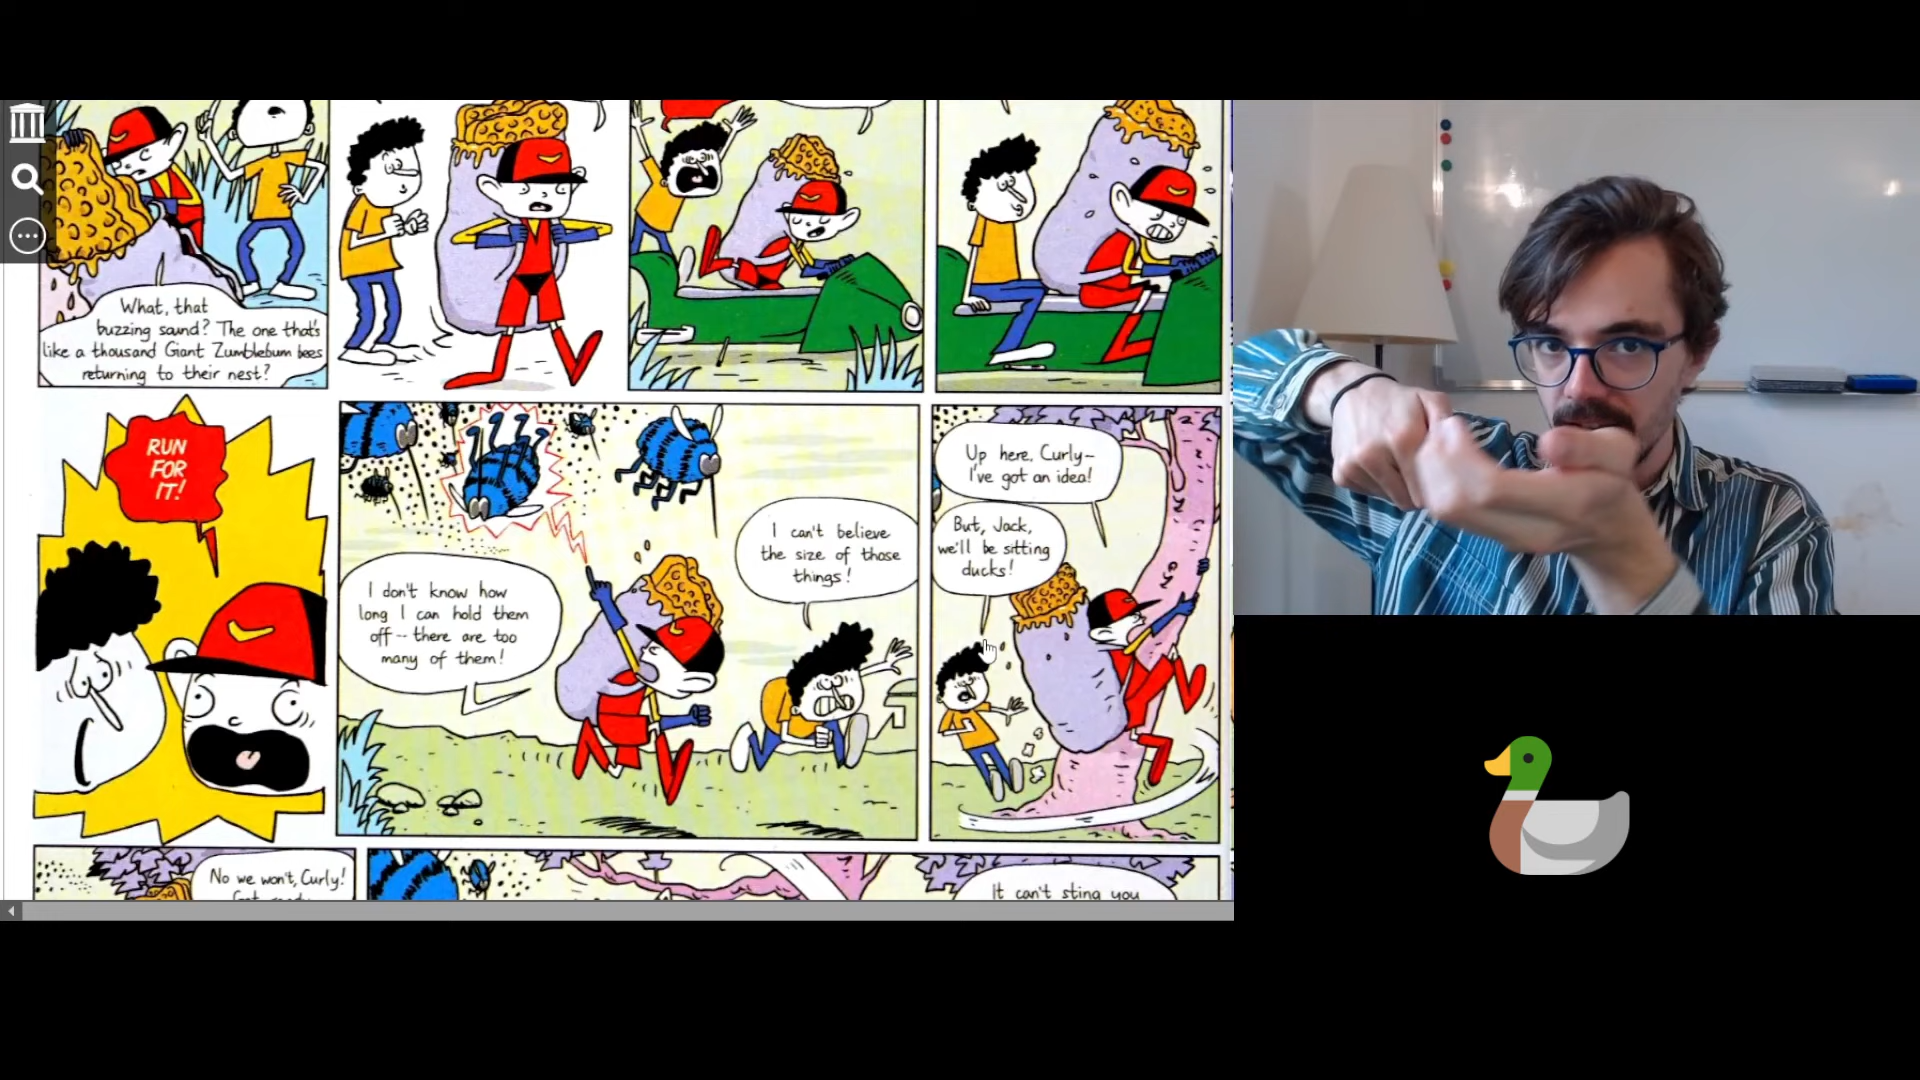 What, that
buzzing sound? The one that's
like a thousand Giant Zumblebum bees
returning to their nest?
RUN
FOR
IT!
I don't know how
long I can hold them
off -- there are too
many of them!
I can't believe
the size of those
things!
Up here, Curly-
I've got an idea!
But, Jack,
we'll be sitting
ducks!
No we won't, Curly!
It can't sting you